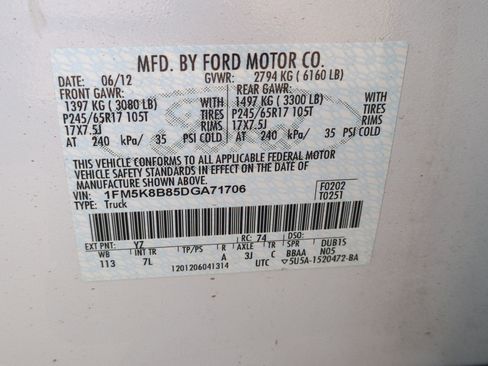 MFD. BY FORD MOTOR CO.
DATE: 06/12 GVWR: 2794 KG ( 6160 LB)
FRONT GAWR: REAR GAWR:
1397 KG ( 3080 LB) WITH 1497 KG ( 3300 LB) WITH
P245/65R17 105T TIRES P245/65R17 105T TIRES
17X7.5J RIMS 17X7.5J RIMS
AT 240 kPa/ 35 PSI COLD AT 240 kPa/ 35 PSI COLD
THIS VEHICLE CONFORMS TO ALL APPLICABLE FEDERAL MOTOR
VEHICLE SAFETY STANDARDS IN EFFECT ON THE DATE OF
MANUFACTURE SHOWN ABOVE.
VIN: 1FM5K8B85DGA71706 F0202
TYPE: Truck T0251
EXT PNT: YZ RC: 74 DSO:
WB INT TR TP/PS R AXLE TR SPR DUB1S
113 7L A 3J C BBAA N05
1201206041314 UTC ▽5U5A-1520472-BA